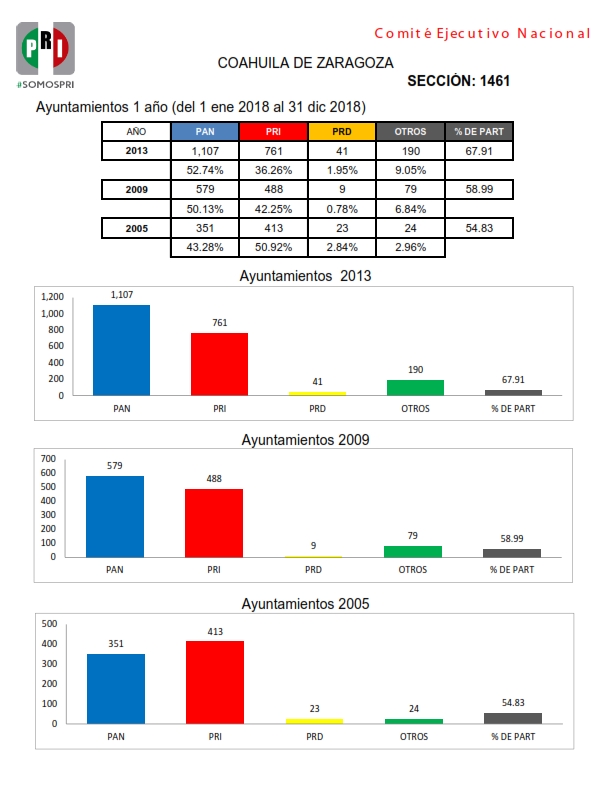 Comité Ejecutivo Nacional
PRI
#SOMOSPRI
COAHUILA DE ZARAGOZA
SECCIÓN: 1461
Ayuntamientos 1 año (del 1 ene 2018 al 31 dic 2018)
AÑO PAN PRI PRD OTROS % DE PART
2013 1,107 761 41 190 67.91
52.74% 36.26% 1.95% 9.05%
2009 579 488 9 79 58.99
50.13% 42.25% 0.78% 6.84%
2005 351 413 23 24 54.83
43.28% 50.92% 2.84% 2.96%
Ayuntamientos 2013
1,200
1,000
800
600
400
200
0
1,107 761 41 190 67.91
PAN PRI PRD OTROS % DE PART
Ayuntamientos 2009
700
600
500
400
300
200
100
0
579 488 9 79 58.99
PAN PRI PRD OTROS % DE PART
Ayuntamientos 2005
500
400
300
200
100
0
351 413 23 24 54.83
PAN PRI PRD OTROS % DE PART